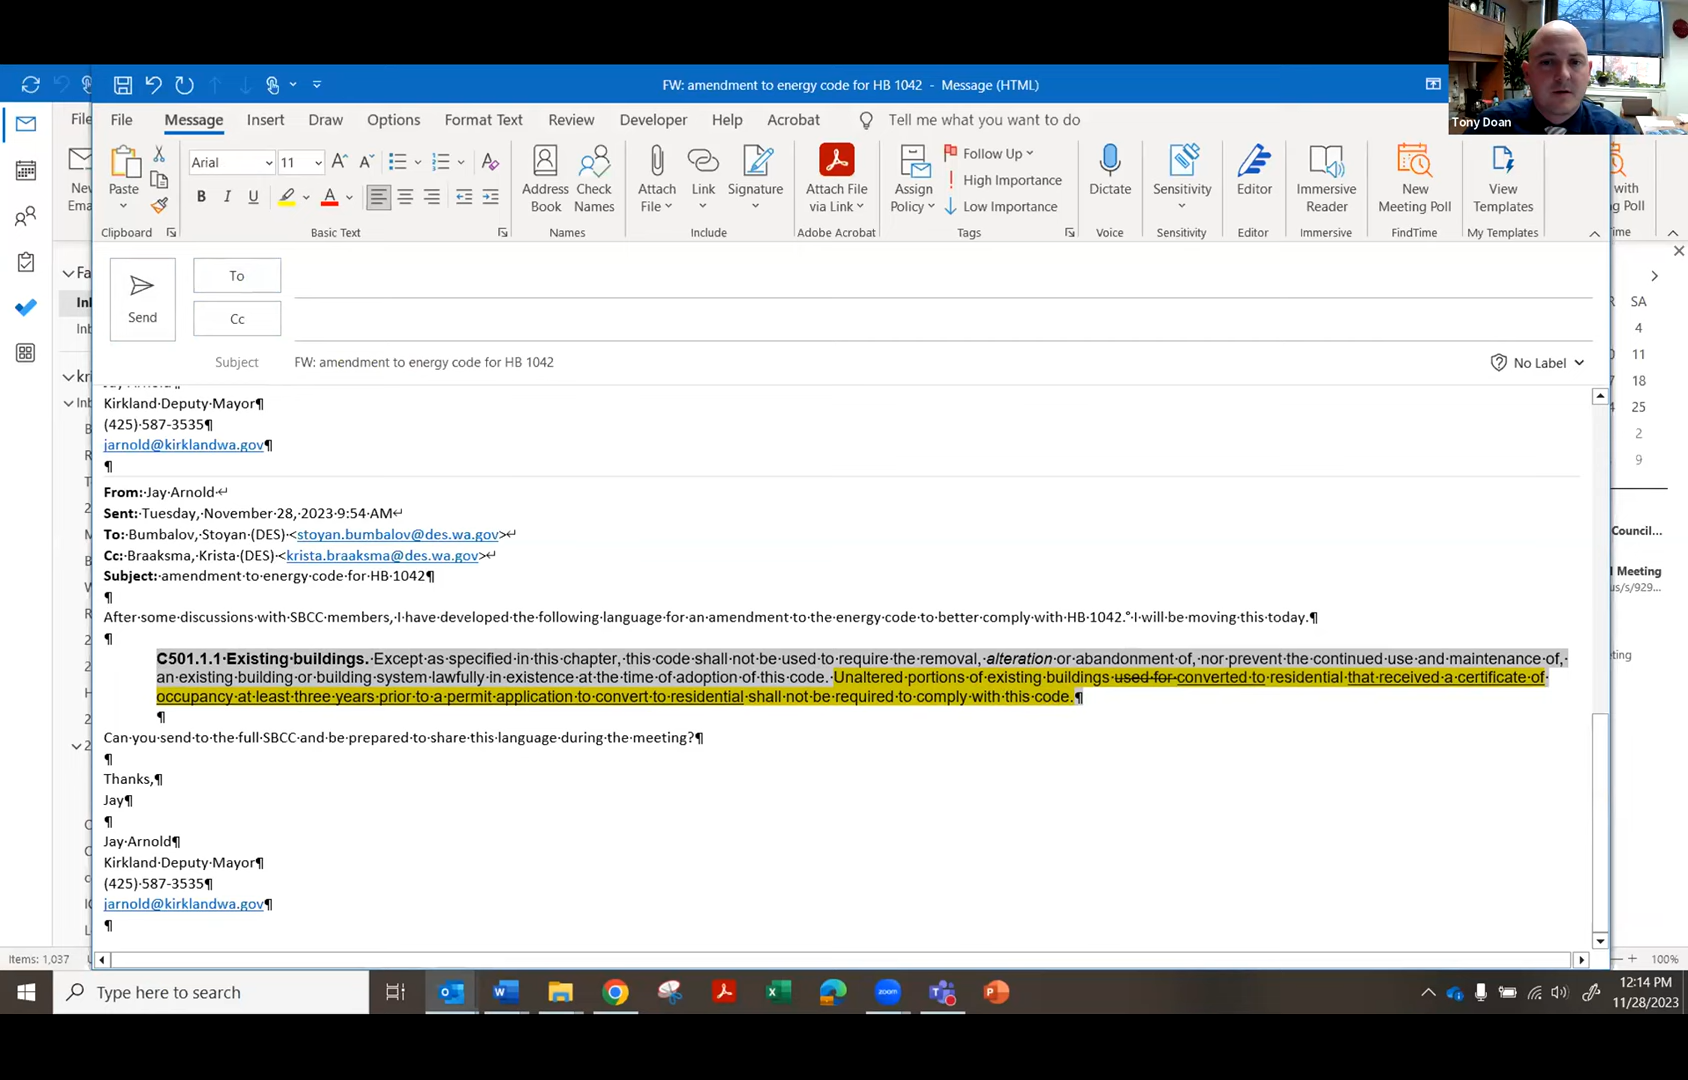 FW: amendment to energy code for HB 1042 - Message (HTML)
Tony Doan
File Message Insert Draw Options Format Text Review Developer Help Acrobat Tell me what you want to do
Paste
Clipboard
Arial 11
B I U
Basic Text
Address Book
Check Names
Names
Attach File
Link
Signature
Include
Attach File via Link
Adobe Acrobat
Assign Policy
Follow Up
High Importance
Low Importance
Tags
Dictate
Voice
Sensitivity
Sensitivity
Editor
Editor
Immersive Reader
Immersive
New Meeting Poll
FindTime
View Templates
My Templates
Send
To
Cc
Subject FW: amendment to energy code for HB 1042
No Label
Kirkland Deputy Mayor¶
(425) 587-3535¶
jarnold@kirklandwa.gov¶
¶
From: Jay Arnold
Sent: Tuesday, November 28, 2023 9:54 AM
To: Bumbalov, Stoyan (DES) <stoyan.bumbalov@des.wa.gov>
Cc: Braaksma, Krista (DES) <krista.braaksma@des.wa.gov>
Subject: amendment to energy code for HB 1042¶
¶
After some discussions with SBCC members, I have developed the following language for an amendment to the energy code to better comply with HB 1042.° I will be moving this today.¶
¶
C501.1.1 Existing buildings. Except as specified in this chapter, this code shall not be used to require the removal, alteration or abandonment of, nor prevent the continued use and maintenance of,
an existing building or building system lawfully in existence at the time of adoption of this code. Unaltered portions of existing buildings used for converted to residential that received a certificate of
occupancy at least three years prior to a permit application to convert to residential shall not be required to comply with this code.¶
¶
Can you send to the full SBCC and be prepared to share this language during the meeting?¶
¶
Thanks,¶
Jay¶
¶
Jay Arnold¶
Kirkland Deputy Mayor¶
(425) 587-3535¶
jarnold@kirklandwa.gov¶
¶
SA
4
11
18
25
2
9
Council...
Meeting
us/s/929...
Items: 1,037
100%
Type here to search
12:14 PM
11/28/2023